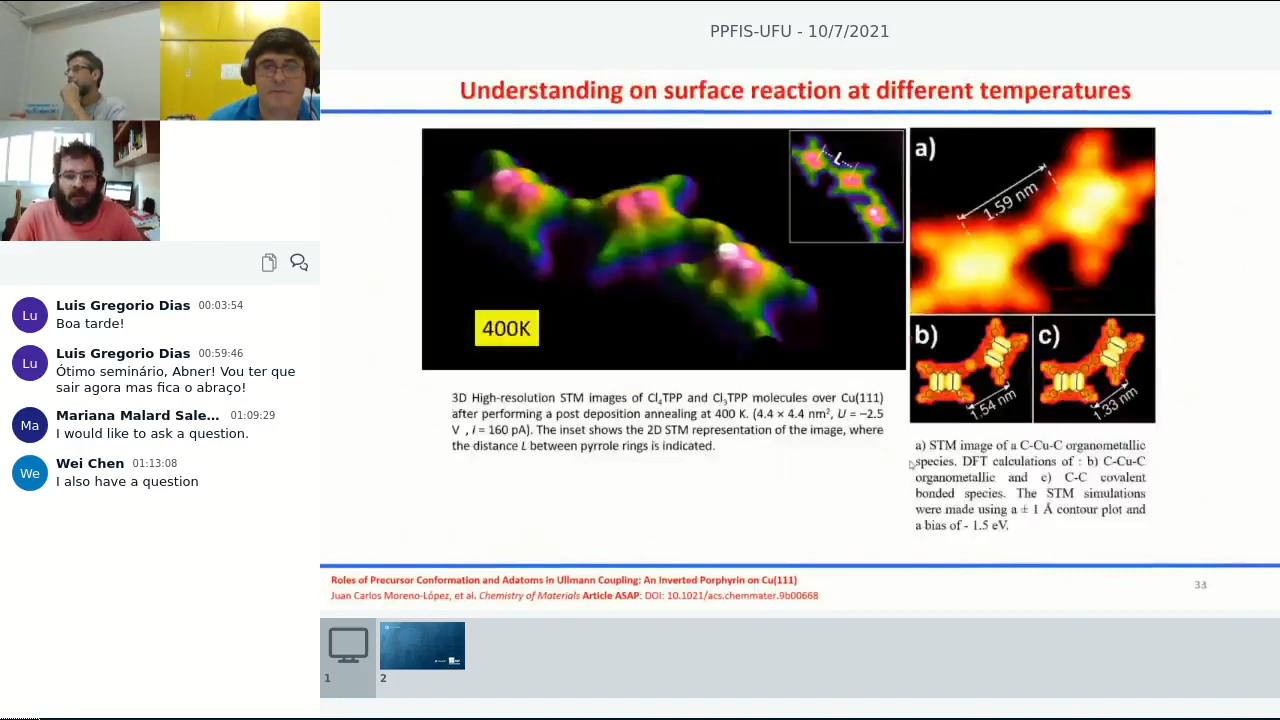 PPFIS-UFU - 10/7/2021
Understanding on surface reaction at different temperatures
L
400K
a)
1.59 nm
b)
1.54 nm
c)
1.33 nm
3D High-resolution STM images of Cl4TPP and Cl3TPP molecules over Cu(111)
after performing a post deposition annealing at 400 K. (4.4 × 4.4 nm², U = –2.5
V , i = 160 pA). The inset shows the 2D STM representation of the image, where
the distance L between pyrrole rings is indicated.
a) STM image of a C-Cu-C organometallic
species. DFT calculations of : b) C-Cu-C
organometallic and c) C-C covalent
bonded species. The STM simulations
were made using a ± 1 Å contour plot and
a bias of - 1.5 eV.
Roles of Precursor Conformation and Adatoms in Ullmann Coupling: An Inverted Porphyrin on Cu(111)
Juan Carlos Moreno-López, et al. Chemistry of Materials Article ASAP: DOI: 10.1021/acs.chemmater.9b00668
33
Lu
Luis Gregorio Dias 00:03:54
Boa tarde!
Lu
Luis Gregorio Dias 00:59:46
Ótimo seminário, Abner! Vou ter que
sair agora mas fica o abraço!
Ma
Mariana Malard Sale... 01:09:29
I would like to ask a question.
We
Wei Chen 01:13:08
I also have a question
1
2